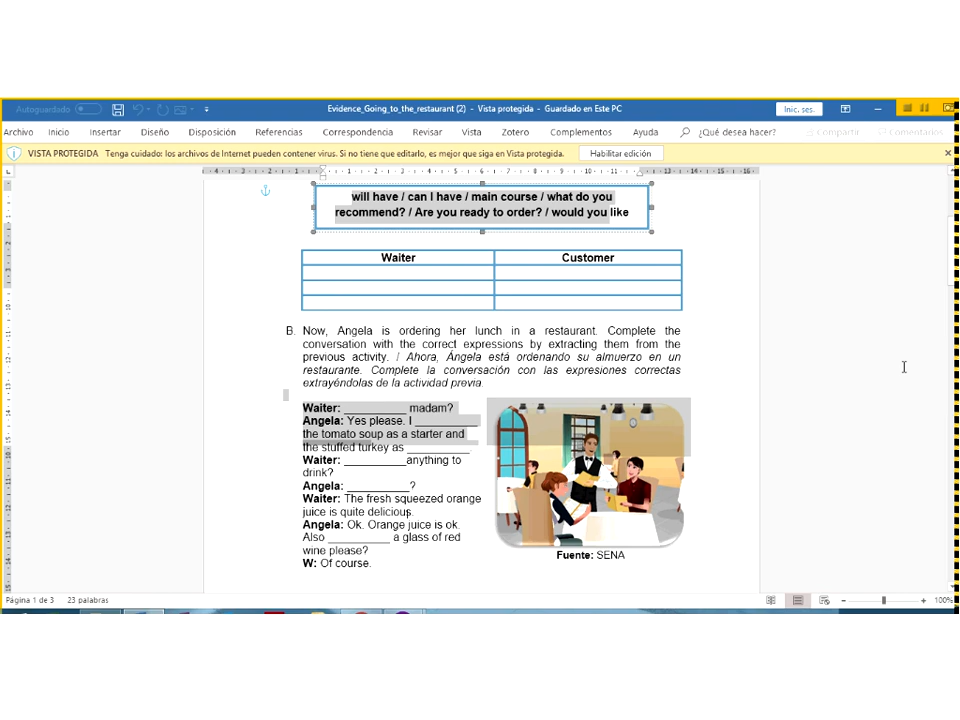 Autoguardado
Evidence_Going_to_the_restaurant (2) - Vista protegida - Guardado en Este PC
Inic. ses.
Archivo Inicio Insertar Diseño Disposición Referencias Correspondencia Revisar Vista Zotero Complementos Ayuda ¿Qué desea hacer? Compartir Comentarios
VISTA PROTEGIDA Tenga cuidado: los archivos de Internet pueden contener virus. Si no tiene que editarlo, es mejor que siga en Vista protegida. Habilitar edición
will have / can I have / main course / what do you
recommend? / Are you ready to order? / would you like
Waiter Customer
B. Now, Angela is ordering her lunch in a restaurant. Complete the
conversation with the correct expressions by extracting them from the
previous activity. / Ahora, Ángela está ordenando su almuerzo en un
restaurante. Complete la conversación con las expresiones correctas
extrayéndolas de la actividad previa.
Waiter: __________ madam?
Angela: Yes please. I __________
the tomato soup as a starter and
the stuffed turkey as __________
Waiter: __________anything to
drink?
Angela: __________?
Waiter: The fresh squeezed orange
juice is quite delicious.
Angela: Ok. Orange juice is ok.
Also __________ a glass of red
wine please?
W: Of course.
Fuente: SENA
Página 1 de 3 23 palabras 100%